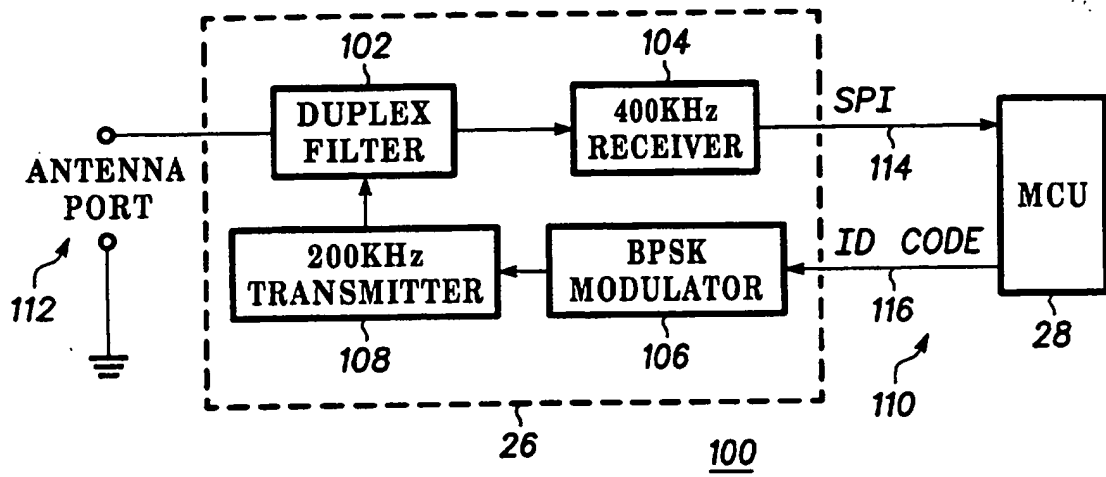 102
104
DUPLEX
FILTER
400KHz
RECEIVER
SPI
114
MCU
ANTENNA
PORT
112
200KHz
TRANSMITTER
108
BPSK
MODULATOR
106
ID CODE
116
110
28
26
100